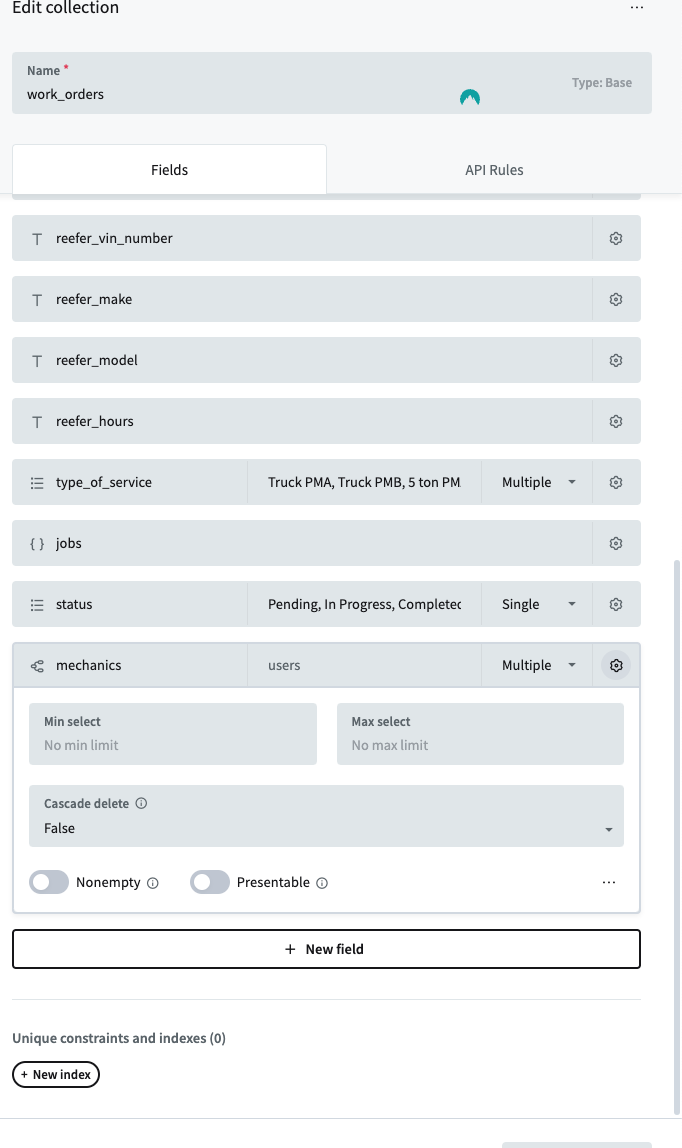 Edit collection
Name *
work_orders
Type: Base
Fields
API Rules
reefer_vin_number
reefer_make
reefer_model
reefer_hours
type_of_service Truck PMA, Truck PMB, 5 ton PM Multiple
{ } jobs
status Pending, In Progress, Completed Single
mechanics users Multiple
Min select
No min limit
Max select
No max limit
Cascade delete
False
Nonempty Presentable
+ New field
Unique constraints and indexes (0)
+ New index